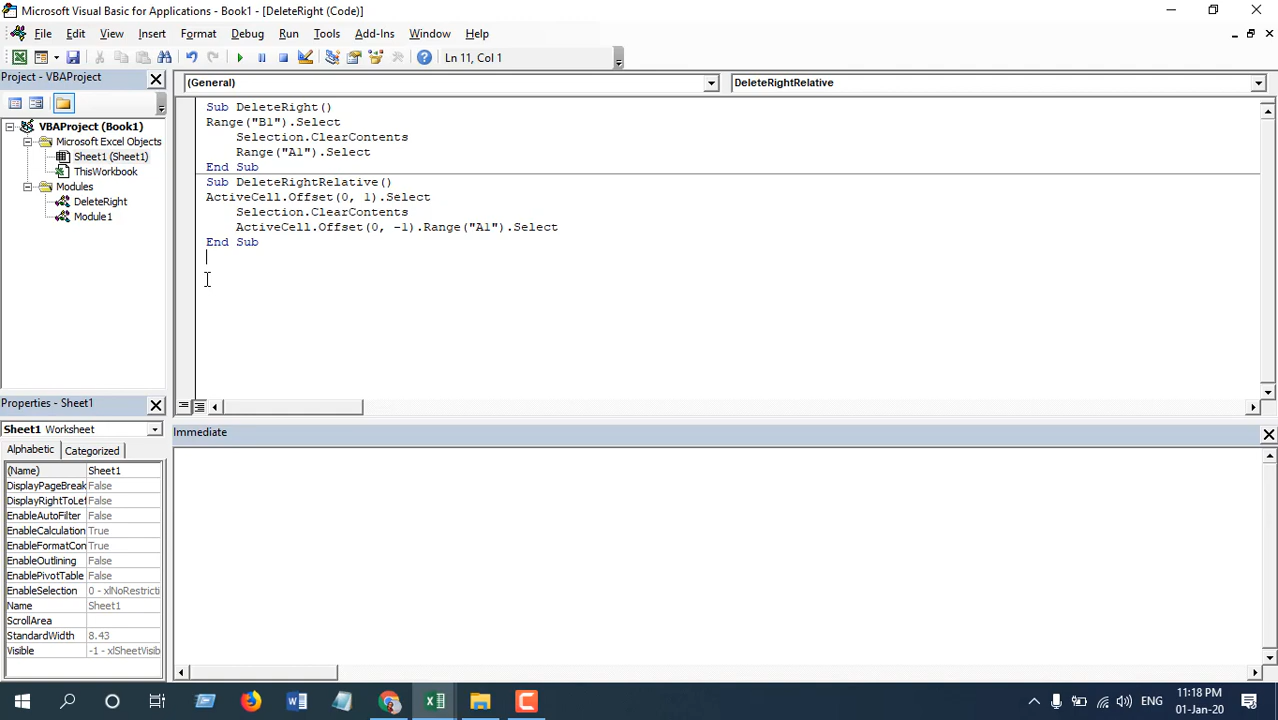 Microsoft Visual Basic for Applications - Book1 - [DeleteRight (Code)]
File Edit View Insert Format Debug Run Tools Add-Ins Window Help
Ln 11, Col 1
Project - VBAProject
(General)
DeleteRightRelative
VBAProject (Book1)
Microsoft Excel Objects
Sheet1 (Sheet1)
ThisWorkbook
Modules
DeleteRight
Module1
Sub DeleteRight()
Range("B1").Select
Selection.ClearContents
Range("A1").Select
End Sub
Sub DeleteRightRelative()
ActiveCell.Offset(0, 1).Select
Selection.ClearContents
ActiveCell.Offset(0, -1).Range("A1").Select
End Sub
Properties - Sheet1
Sheet1 Worksheet
Alphabetic Categorized
(Name) Sheet1
DisplayPageBreak False
DisplayRightToLef False
EnableAutoFilter False
EnableCalculation True
EnableFormatCon True
EnableOutlining False
EnablePivotTable False
EnableSelection 0 - xlNoRestricti
Name Sheet1
ScrollArea
StandardWidth 8.43
Visible -1 - xlSheetVisib
Immediate
ENG
11:18 PM
01-Jan-20